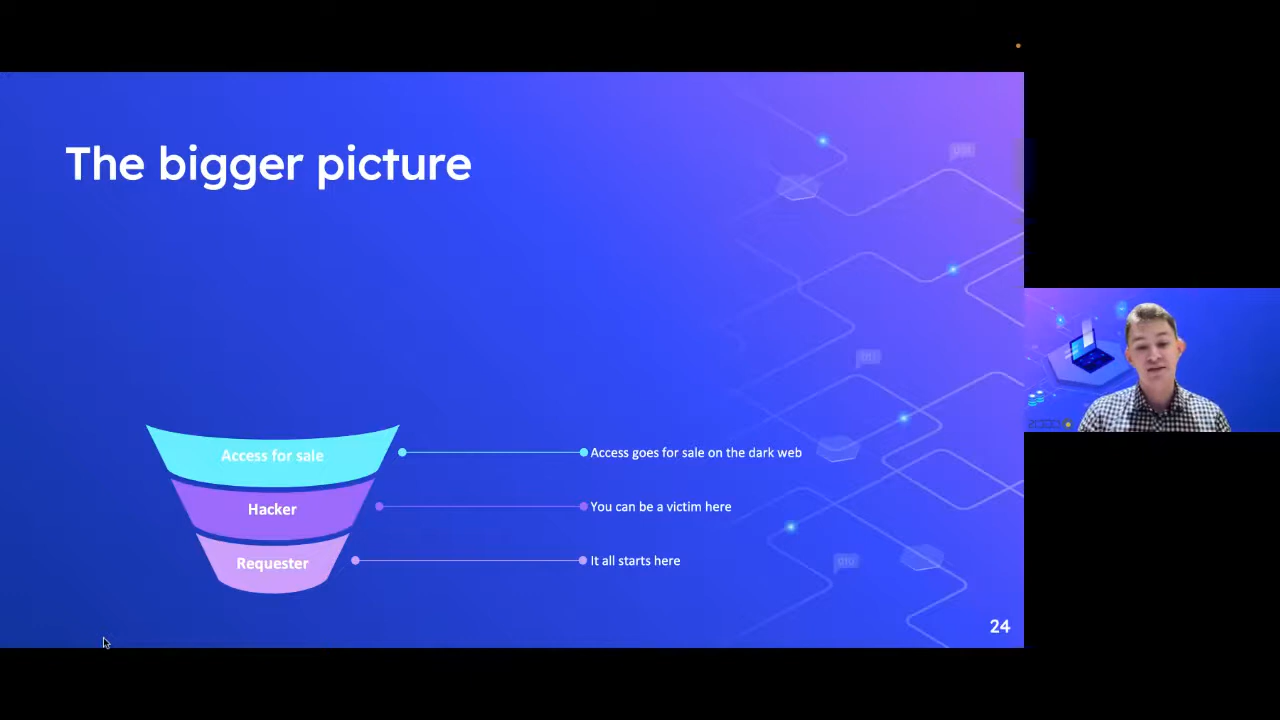 The bigger picture
Access for sale
Access goes for sale on the dark web
Hacker
You can be a victim here
Requester
It all starts here
24